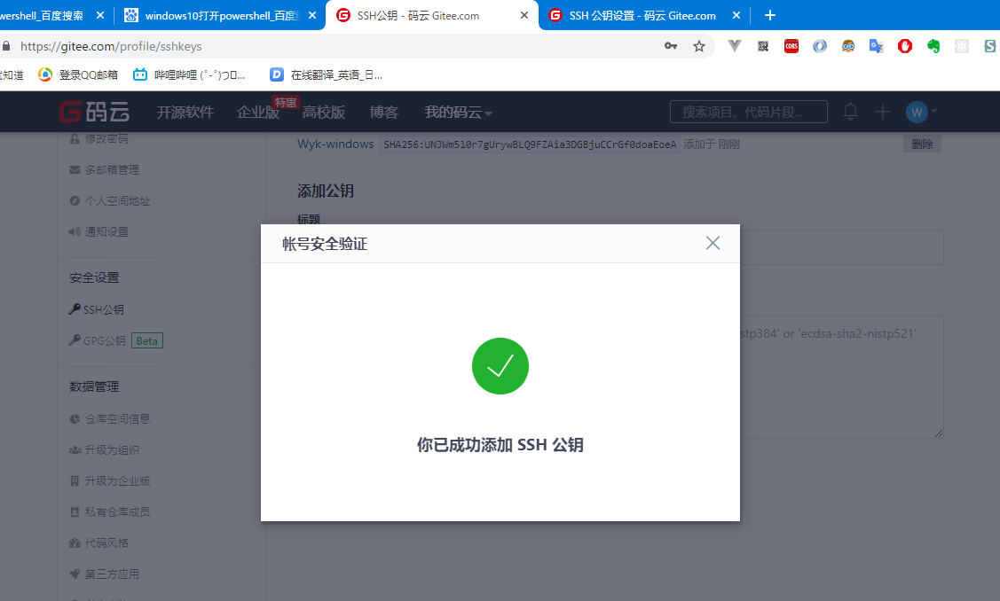 wershell_百度搜索
windows10打开powershell_百度
SSH公钥 - 码云 Gitee.com
SSH 公钥设置 - 码云 Gitee.com
https://gitee.com/profile/sshkeys
知道
登录QQ邮箱
哔哩哔哩 (゜-゜)つロ...
在线翻译_英语_日...
G码云
开源软件
企业版
特惠
高校版
博客
我的码云
搜索项目、代码片段...
W
修改密码
Wyk-windows SHA256:UNJWm5l0r7gUrywBLQ9FZAia3DGBjuCCrGf0doaEoeA 添加于 刚刚
删除
多邮箱管理
个人空间地址
通知设置
添加公钥
标题
帐号安全验证
安全设置
SSH公钥
GPG公钥 Beta
stp384' or 'ecdsa-sha2-nistp521'
数据管理
仓库空间信息
升级为组织
升级为企业版
私有仓库成员
代码风格
第三方应用
你已成功添加 SSH 公钥